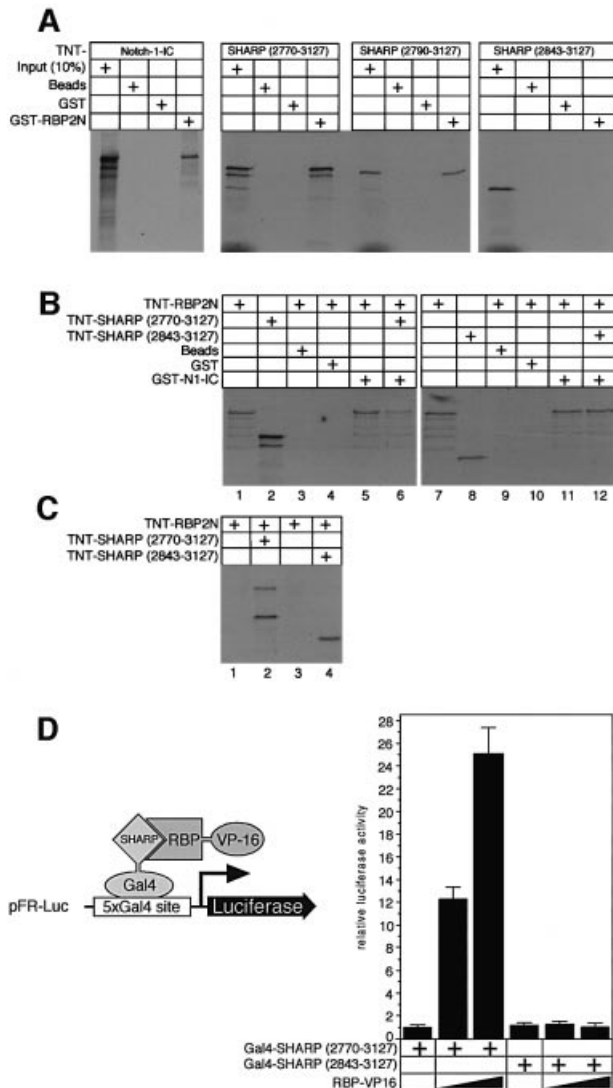 A
TNT- Notch-1-IC SHARP (2770-3127) SHARP (2790-3127) SHARP (2843-3127)
Input (10%) + + + +
Beads + + + +
GST + + + +
GST-RBP2N + + + +
B
TNT-RBP2N + + + + + + + + + +
TNT-SHARP (2770-3127) + +
TNT-SHARP (2843-3127) + +
Beads + +
GST + +
GST-N1-IC + + + +
1 2 3 4 5 6 7 8 9 10 11 12
C
TNT-RBP2N + + + +
TNT-SHARP (2770-3127) +
TNT-SHARP (2843-3127) +
1 2 3 4
D
SHARP RBP VP-16
Gal4
pFR-Luc 5xGal4 site Luciferase
relative luciferase activity
28
26
24
22
20
18
16
14
12
10
8
6
4
2
0
Gal4-SHARP (2770-3127) + + +
Gal4-SHARP (2843-3127) + + +
RBP-VP16